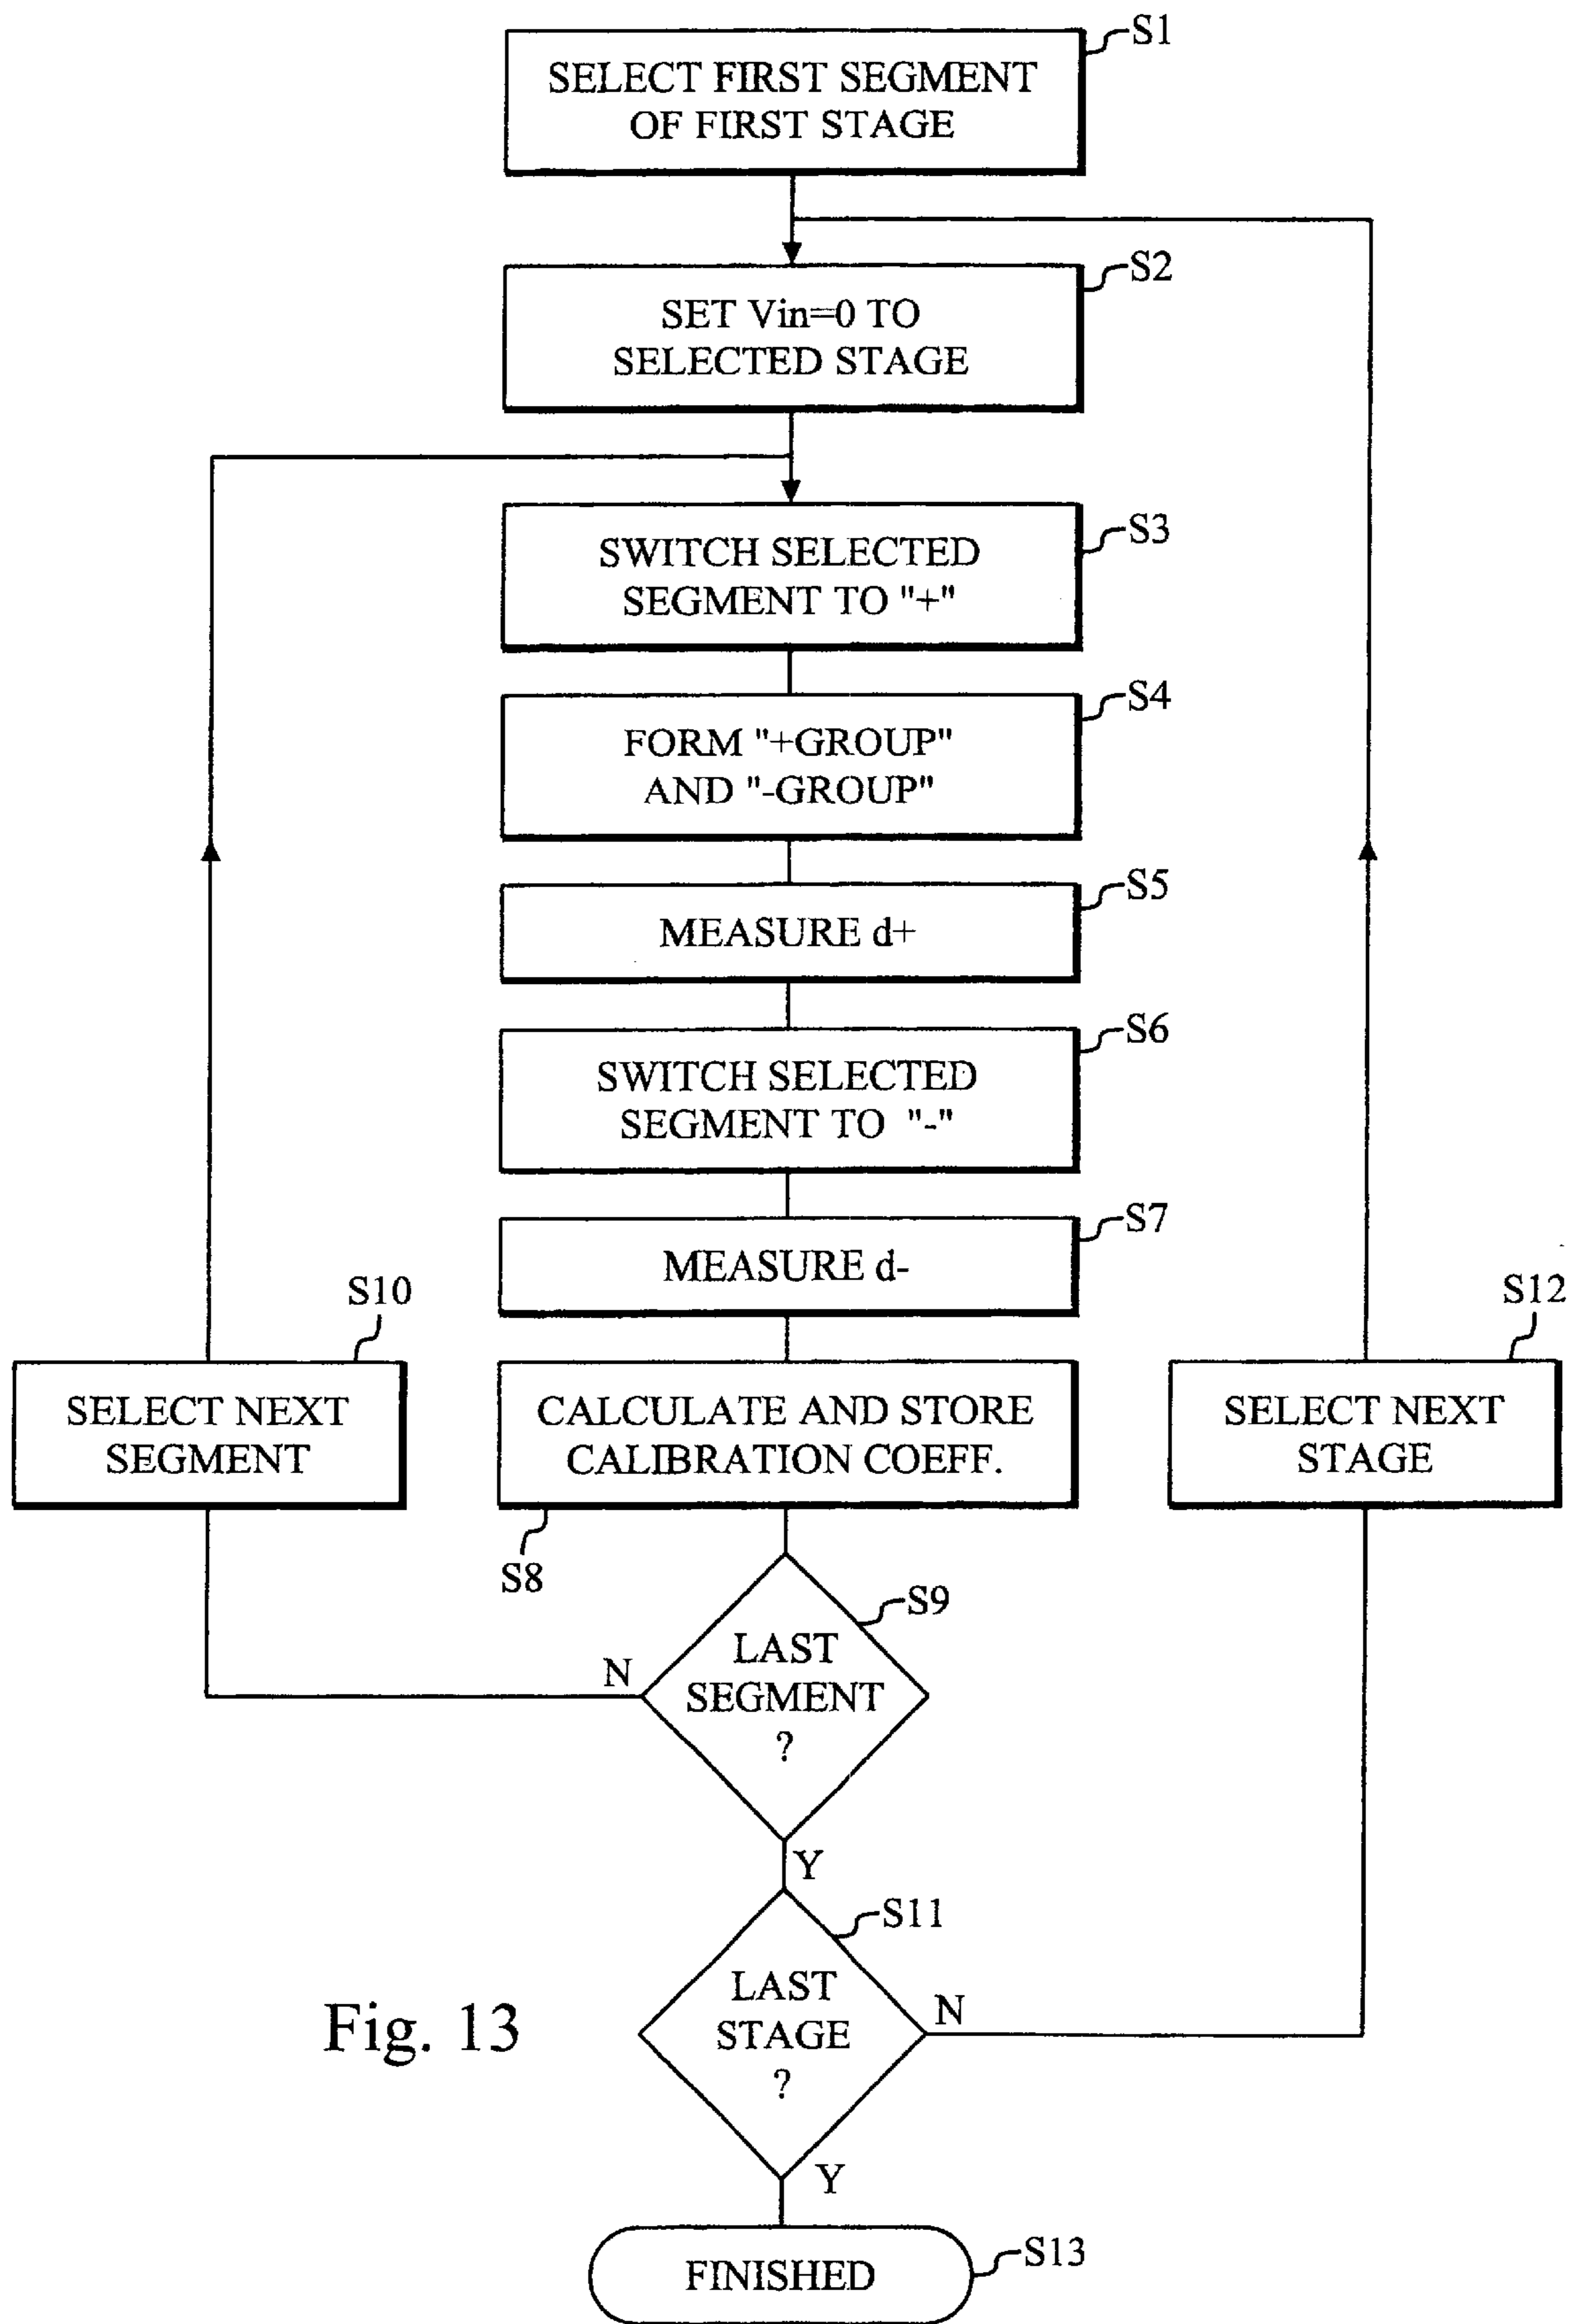 S1
SELECT FIRST SEGMENT
OF FIRST STAGE
S2
SET Vin=0 TO
SELECTED STAGE
S3
SWITCH SELECTED
SEGMENT TO "+"
S4
FORM "+GROUP"
AND "-GROUP"
S5
MEASURE d+
S6
SWITCH SELECTED
SEGMENT TO "-"
S7
MEASURE d-
S10
SELECT NEXT
SEGMENT
CALCULATE AND STORE
CALIBRATION COEFF.
S8
S12
SELECT NEXT
STAGE
S9
LAST
SEGMENT
?
N
Y
S11
LAST
STAGE
?
N
Y
Fig. 13
S13
FINISHED